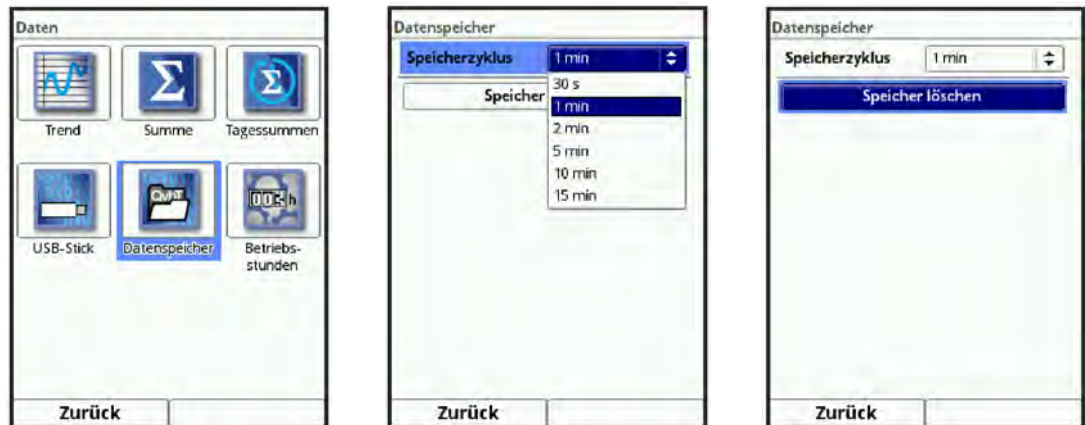 Daten
Trend
Summe
Tagessummen
QvhT
h
USB-Stick
Datenspeicher
Betriebs-
stunden
Zurück
Datenspeicher
Speicherzyklus
1 min
Speicher
30 s
1 min
2 min
5 min
10 min
15 min
Zurück
Datenspeicher
Speicherzyklus
1 min
Speicher löschen
Zurück